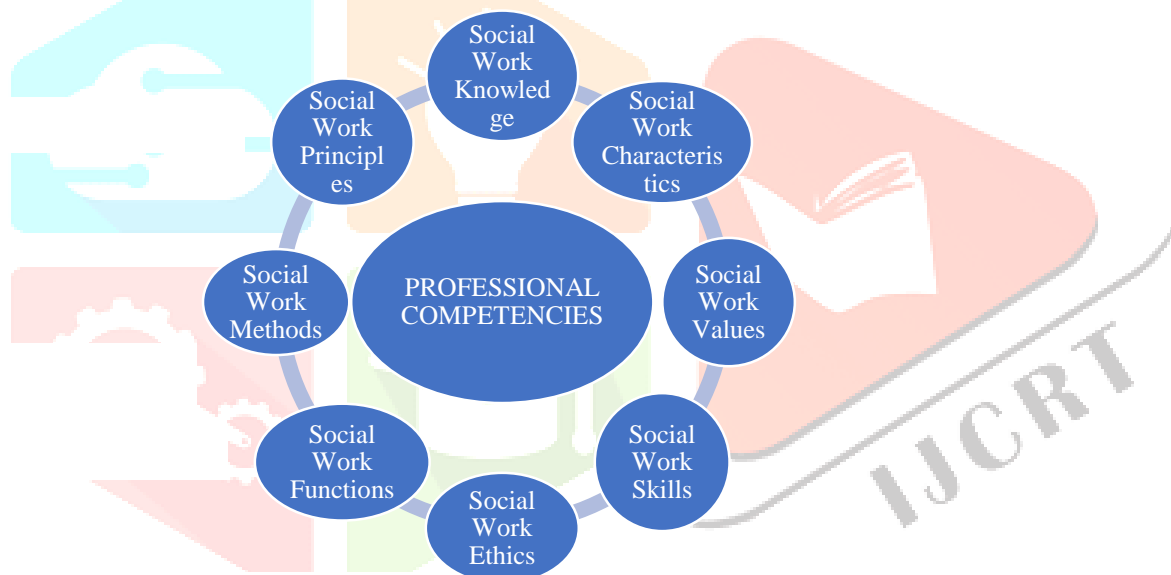 Social
Work
Knowled
ge
Social
Work
Characteris
tics
Social
Work
Values
Social
Work
Skills
Social
Work
Ethics
Social
Work
Functions
Social
Work
Methods
Social
Work
Principl
es
PROFESSIONAL
COMPETENCIES
IJCRT